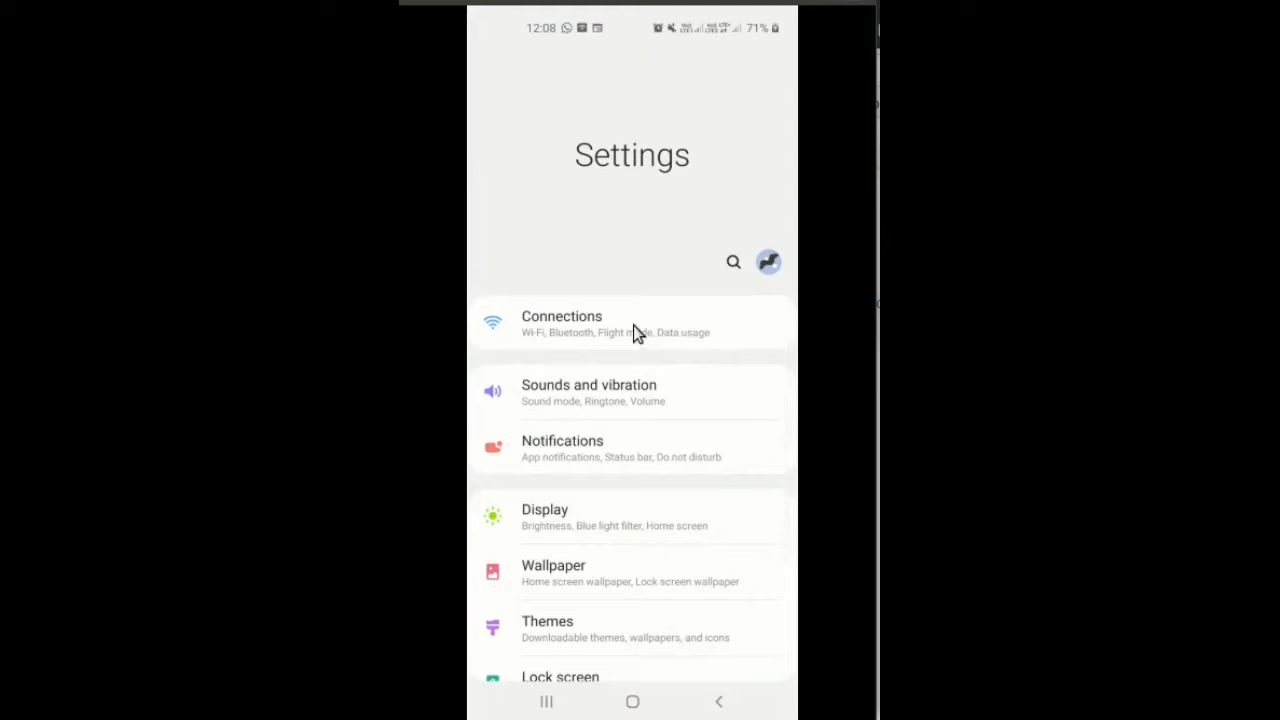 12:08 71%
Settings
Connections
Wi-Fi, Bluetooth, Flight mode, Data usage
Sounds and vibration
Sound mode, Ringtone, Volume
Notifications
App notifications, Status bar, Do not disturb
Display
Brightness, Blue light filter, Home screen
Wallpaper
Home screen wallpaper, Lock screen wallpaper
Themes
Downloadable themes, wallpapers, and icons
Lock screen